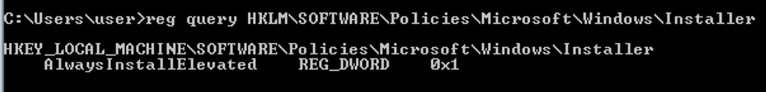 C:\Users\user>reg query HKLM\SOFTWARE\Policies\Microsoft\Windows\Installer
HKEY_LOCAL_MACHINE\SOFTWARE\Policies\Microsoft\Windows\Installer
AlwaysInstallElevated    REG_DWORD    0x1